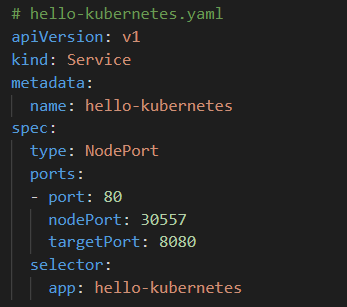 # hello-kubernetes.yaml
apiVersion: v1
kind: Service
metadata:
  name: hello-kubernetes
spec:
  type: NodePort
  ports:
  - port: 80
    nodePort: 30557
    targetPort: 8080
  selector:
    app: hello-kubernetes